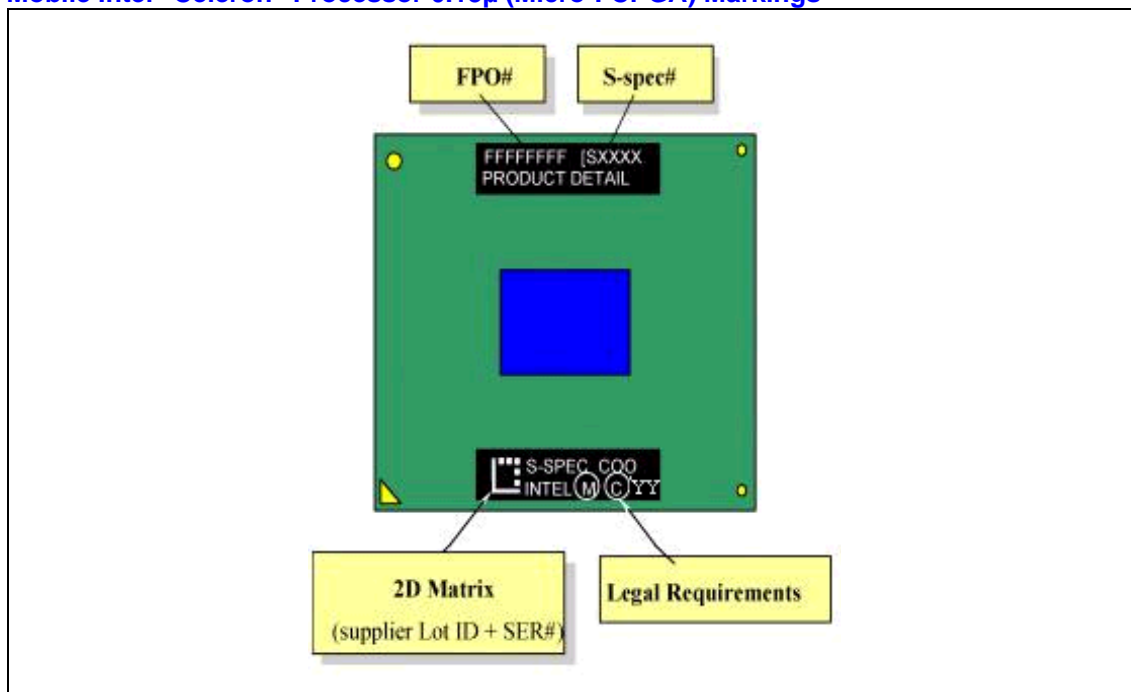 FPO#
S-spec#
FFFFFFFF [SXXXX
PRODUCT DETAIL
S-SPEC COO
INTEL M C YY
2D Matrix
(supplier Lot ID + SER#)
Legal Requirements